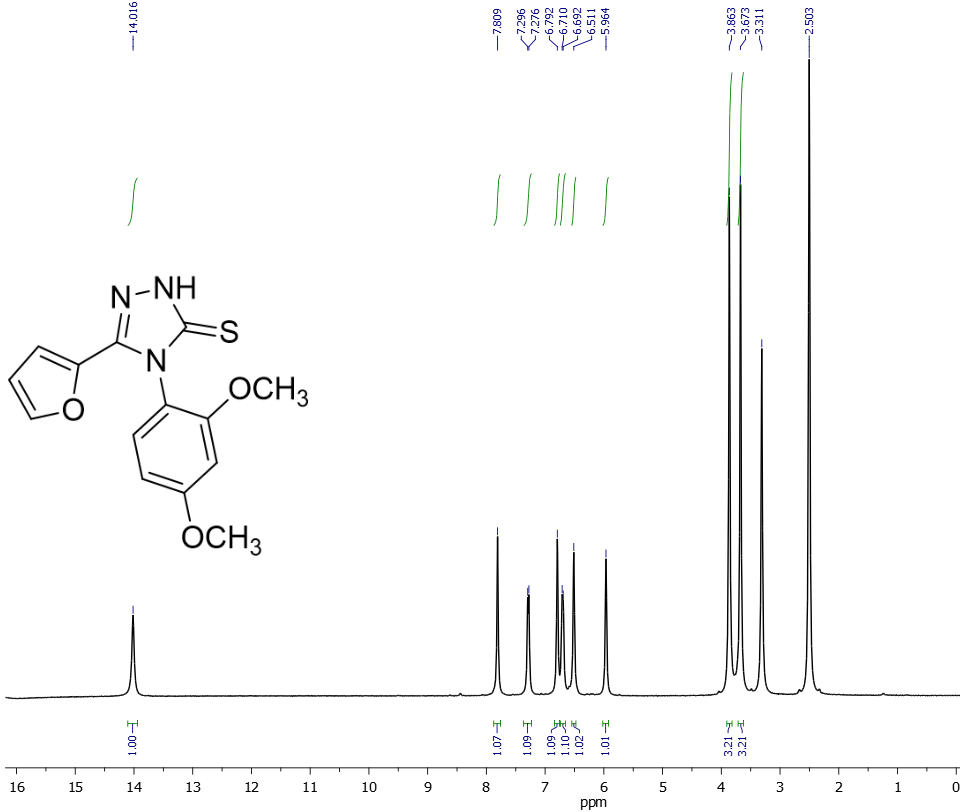 14.016
7.809
7.296
7.276
6.792
6.710
6.692
6.511
5.964
3.863
3.673
3.311
2.503
N
NH
S
N
O
OCH3
OCH3
1.00
1.07
1.09
1.09
1.10
1.02
1.01
3.21
3.21
16 15 14 13 12 11 10 9 8 7 6 5 4 3 2 1 0
ppm